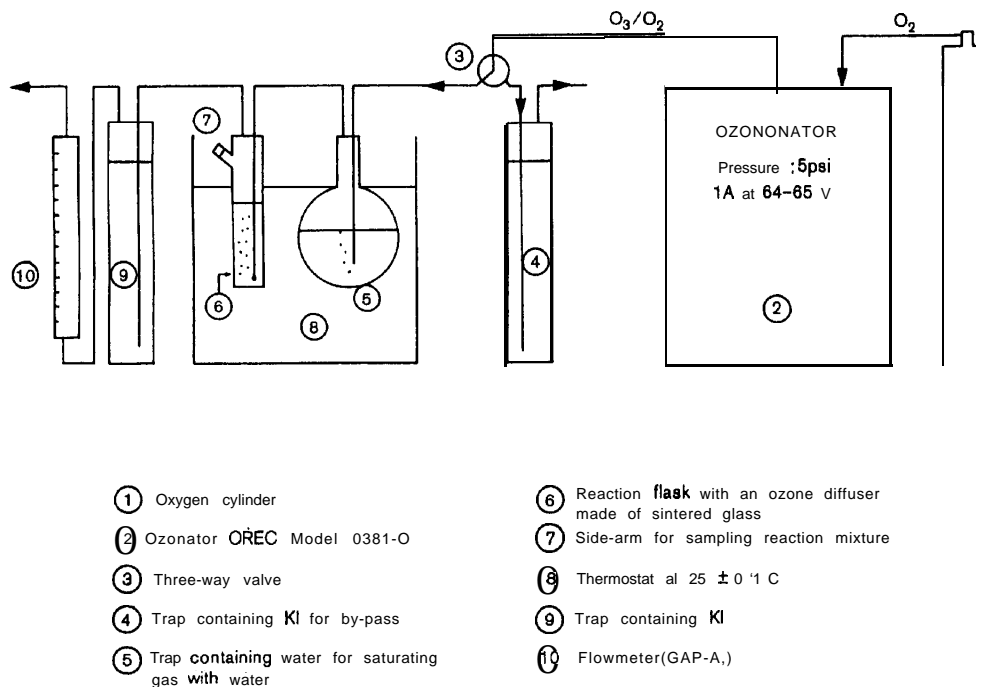 O₃/O₂
O₂
③
⑦
OZONONATOR
Pressure :5psi
1A at 64-65 V
⑩
⑨
④
⑥
⑤
⑧
②
① Oxygen cylinder
② Ozonator OREC Model 0381-O
③ Three-way valve
④ Trap containing KI for by-pass
⑤ Trap containing water for saturating
gas with water
⑥ Reaction flask with an ozone diffuser
made of sintered glass
⑦ Side-arm for sampling reaction mixture
⑧ Thermostat al 25 ± 0 '1 C
⑨ Trap containing KI
⑩ Flowmeter(GAP-A,)